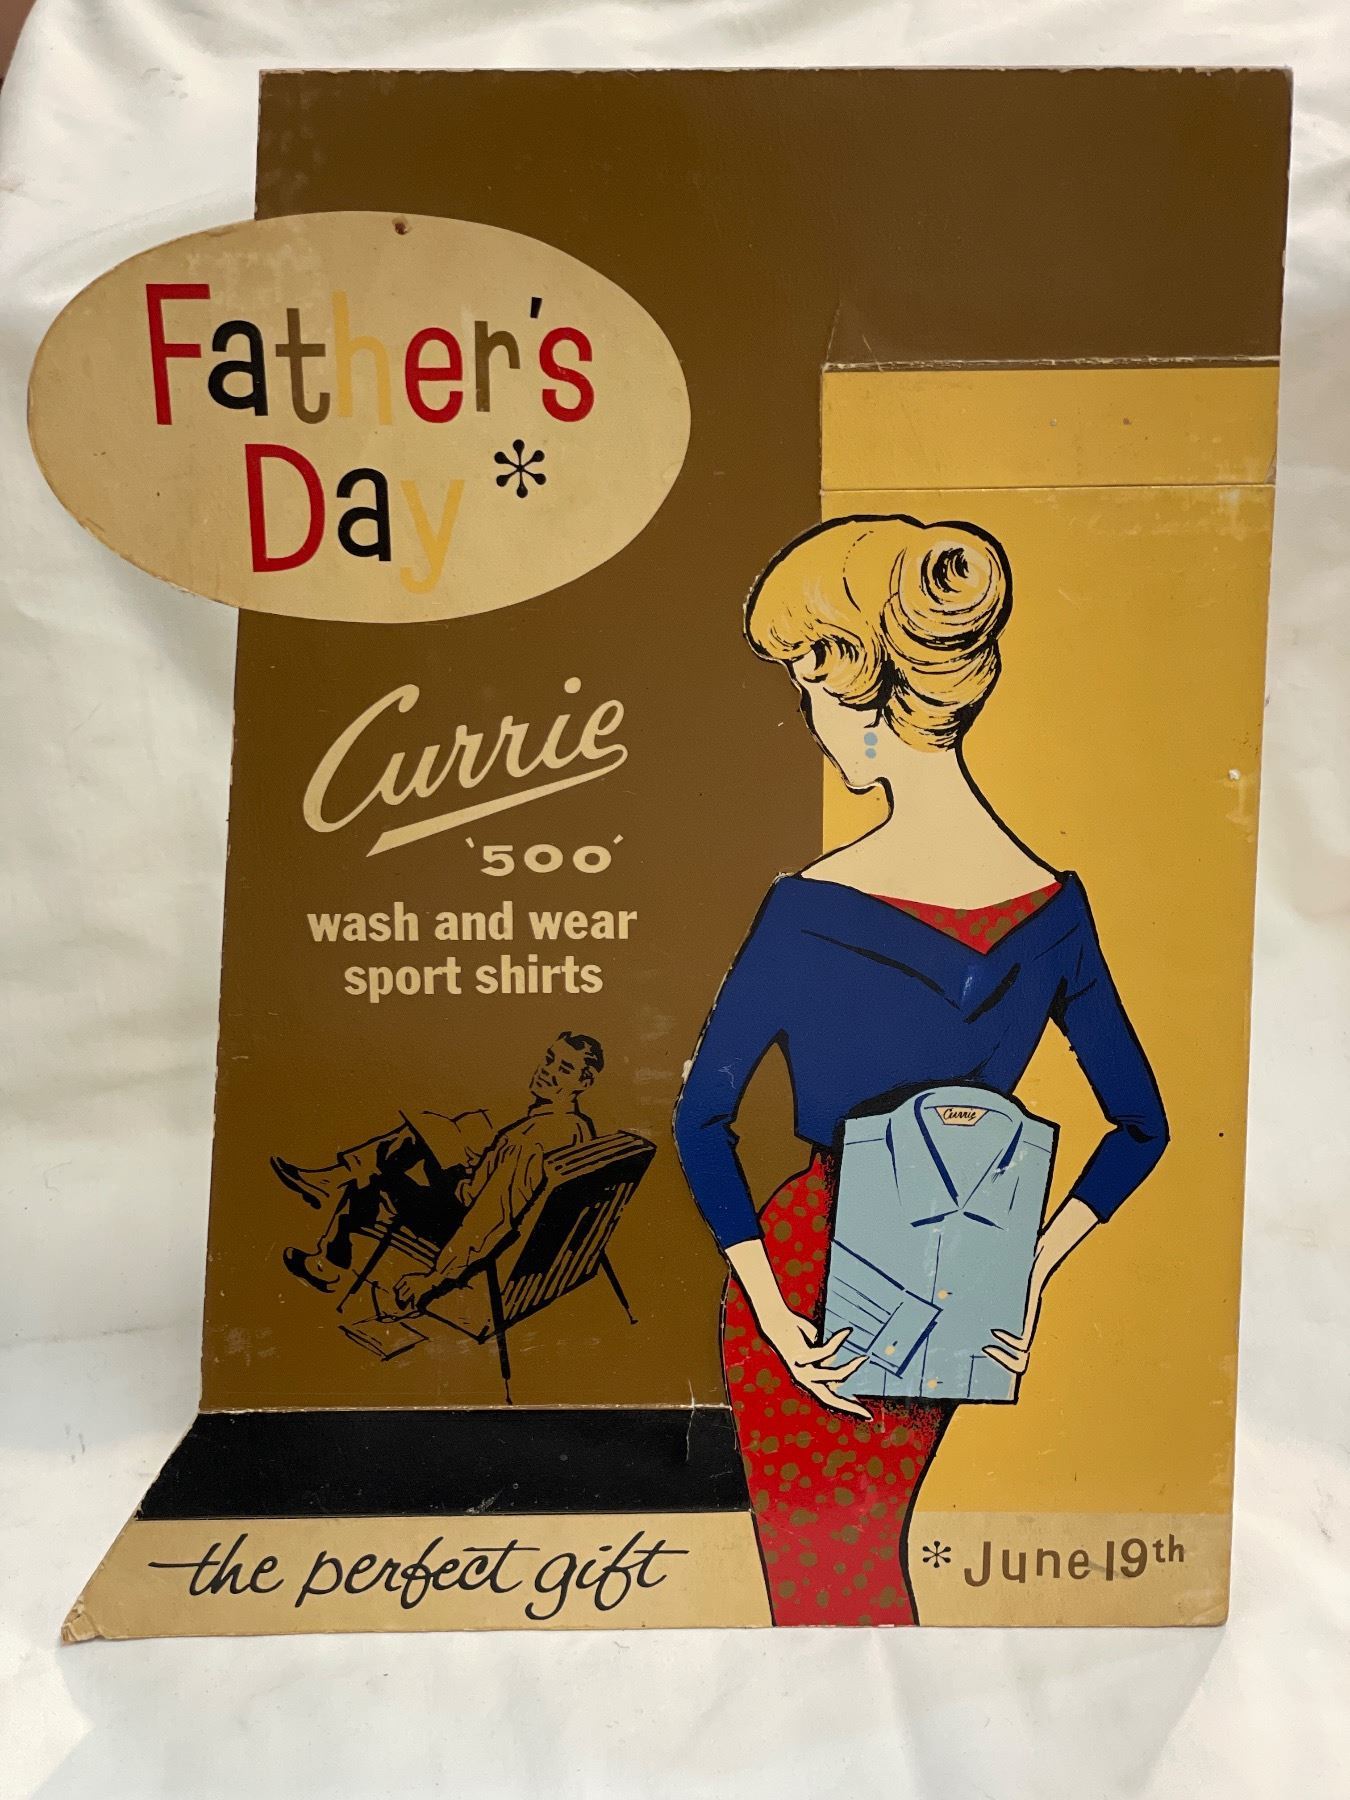 Father's
Day *
Currie
'500'
wash and wear
sport shirts
Currie
the perfect gift
* June 19th